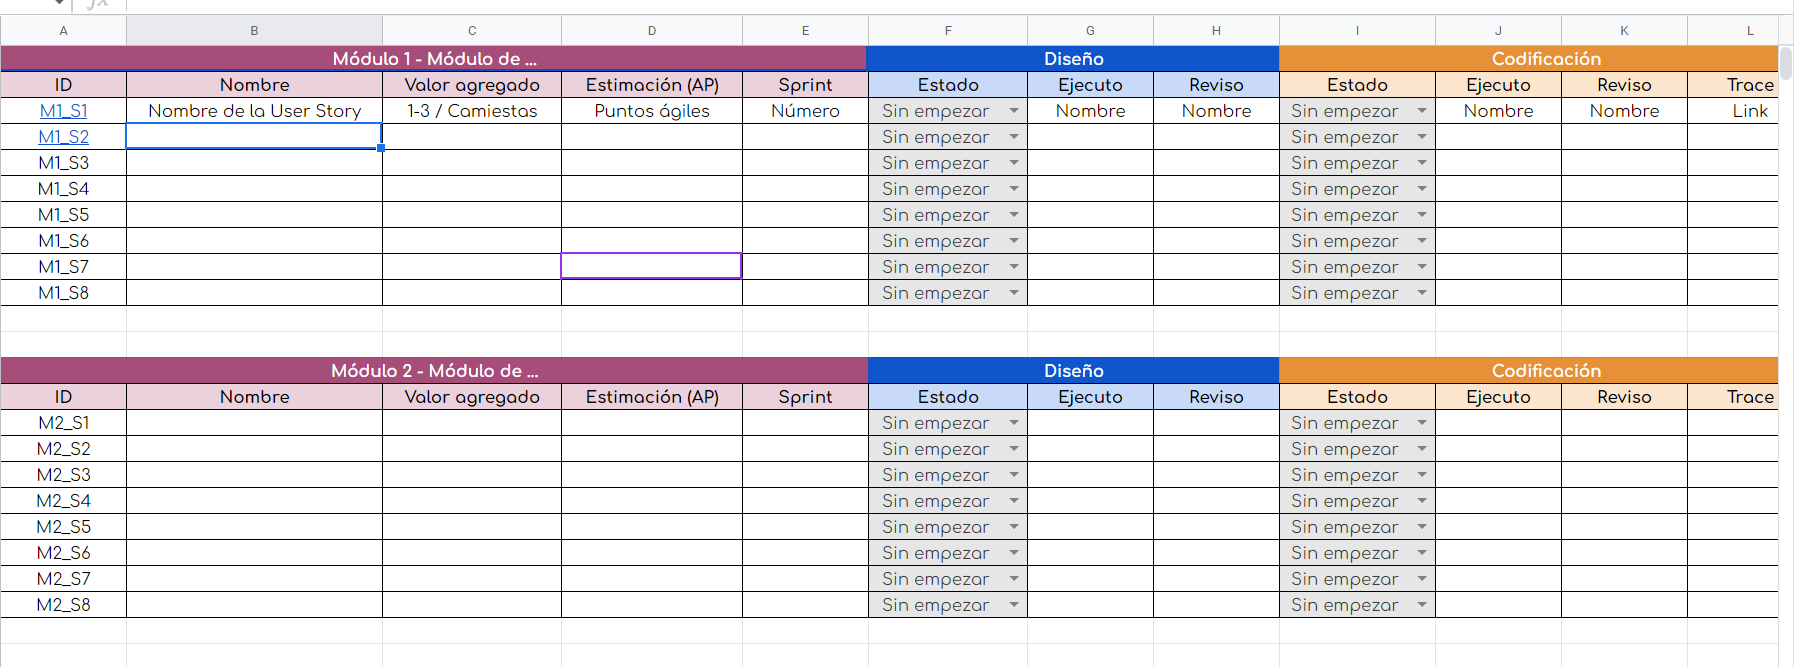 A B C D E F G H I J K L
Módulo 1 - Módulo de ... Diseño Codificación
ID Nombre Valor agregado Estimación (AP) Sprint Estado Ejecuto Reviso Estado Ejecuto Reviso Trace
M1_S1 Nombre de la User Story 1-3 / Camiestas Puntos ágiles Número Sin empezar Nombre Nombre Sin empezar Nombre Nombre Link
M1_S2 Sin empezar Sin empezar
M1_S3 Sin empezar Sin empezar
M1_S4 Sin empezar Sin empezar
M1_S5 Sin empezar Sin empezar
M1_S6 Sin empezar Sin empezar
M1_S7 Sin empezar Sin empezar
M1_S8 Sin empezar Sin empezar
Módulo 2 - Módulo de ... Diseño Codificación
ID Nombre Valor agregado Estimación (AP) Sprint Estado Ejecuto Reviso Estado Ejecuto Reviso Trace
M2_S1 Sin empezar Sin empezar
M2_S2 Sin empezar Sin empezar
M2_S3 Sin empezar Sin empezar
M2_S4 Sin empezar Sin empezar
M2_S5 Sin empezar Sin empezar
M2_S6 Sin empezar Sin empezar
M2_S7 Sin empezar Sin empezar
M2_S8 Sin empezar Sin empezar